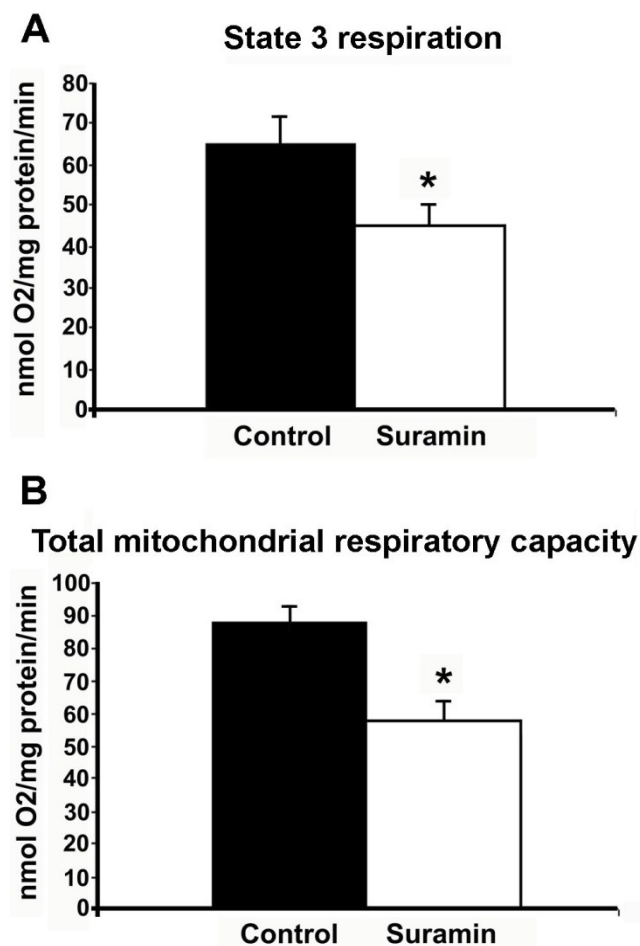 A
State 3 respiration
nmol O2/mg protein/min
80
70
60
50
40
30
20
10
0
*
Control Suramin
B
Total mitochondrial respiratory capacity
nmol O2/mg protein/min
100
90
80
70
60
50
40
30
20
10
0
*
Control Suramin